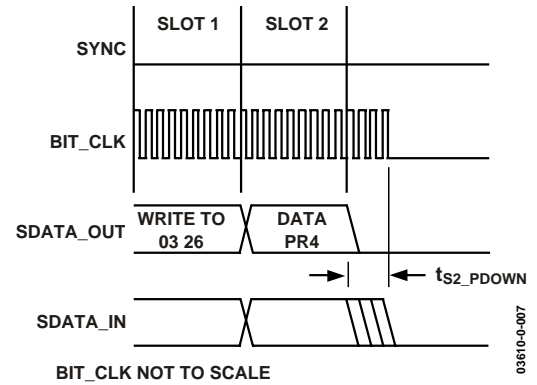 SLOT 1 SLOT 2
SYNC
BIT_CLK
SDATA_OUT
WRITE TO
03 26
DATA
PR4
tS2_PDOWN
SDATA_IN
BIT_CLK NOT TO SCALE
03610-0-007